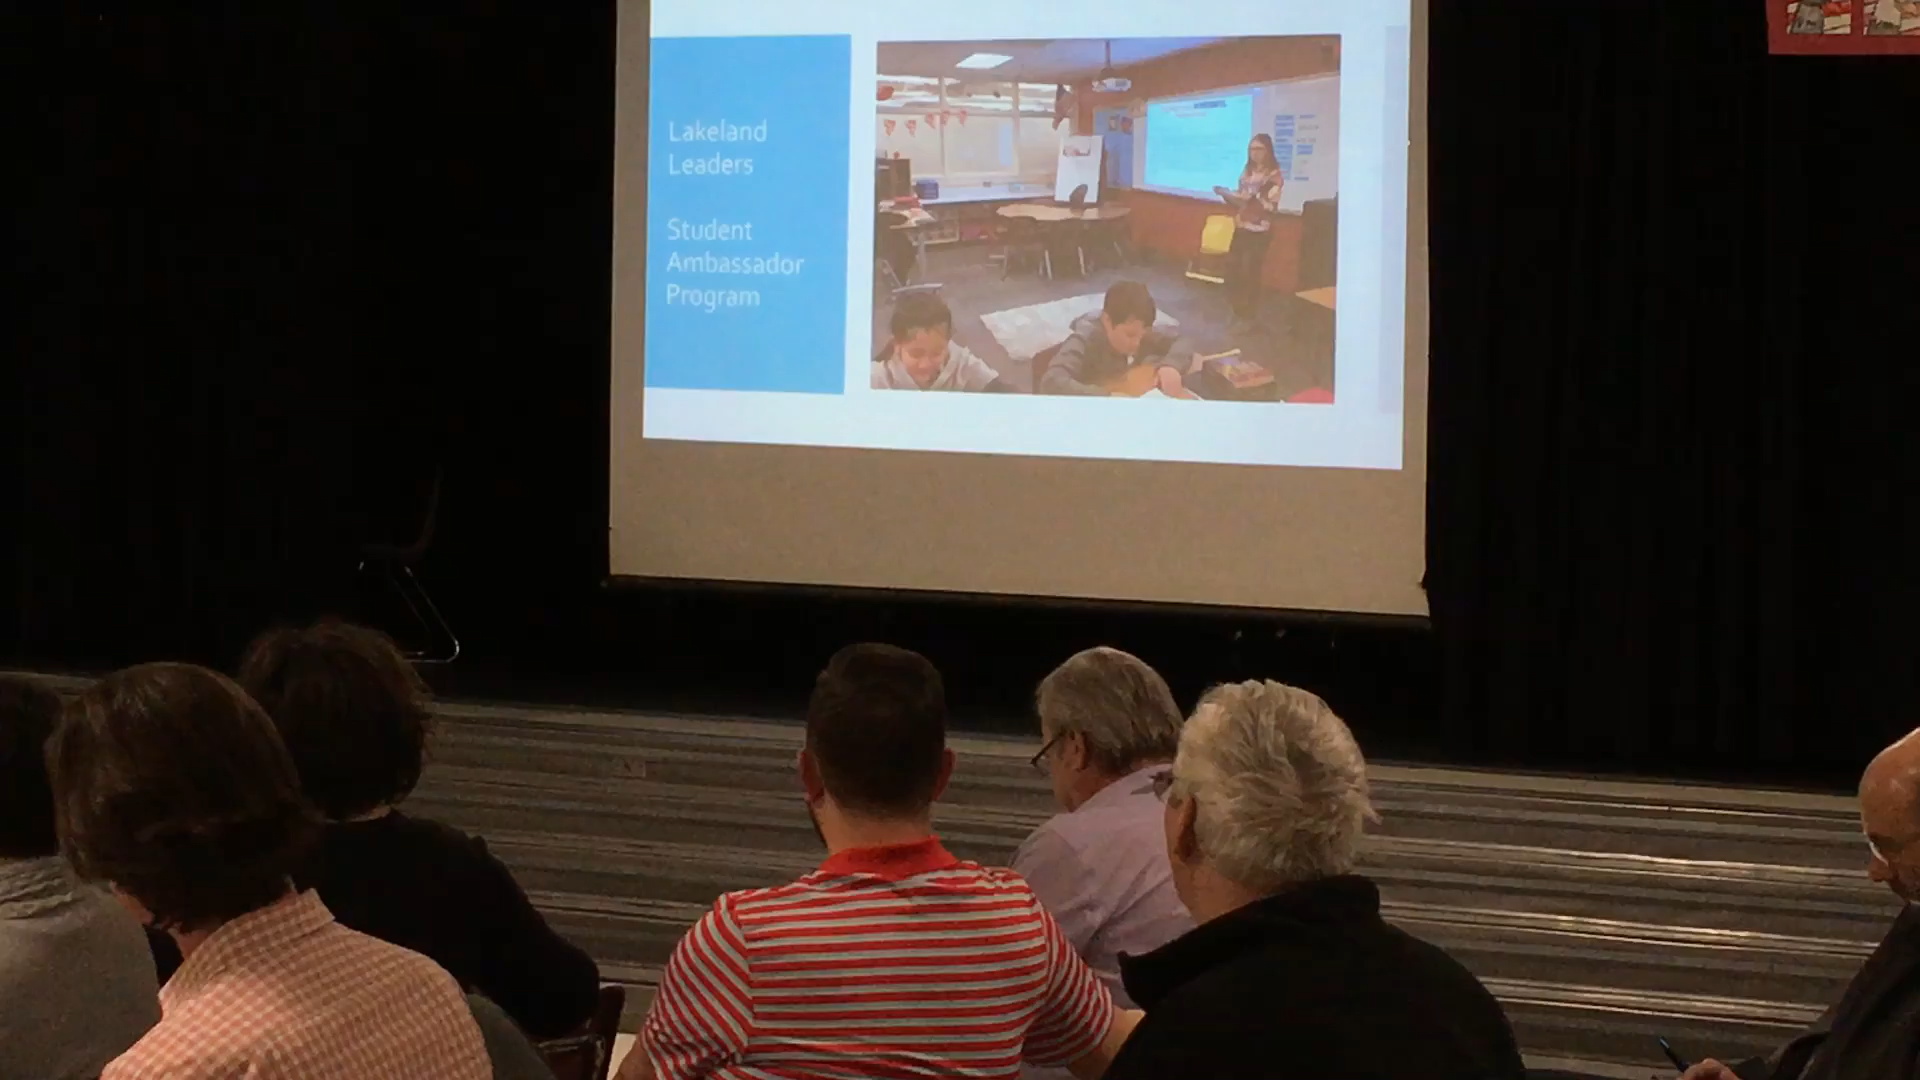 Lakeland
Leaders
Student
Ambassador
Program